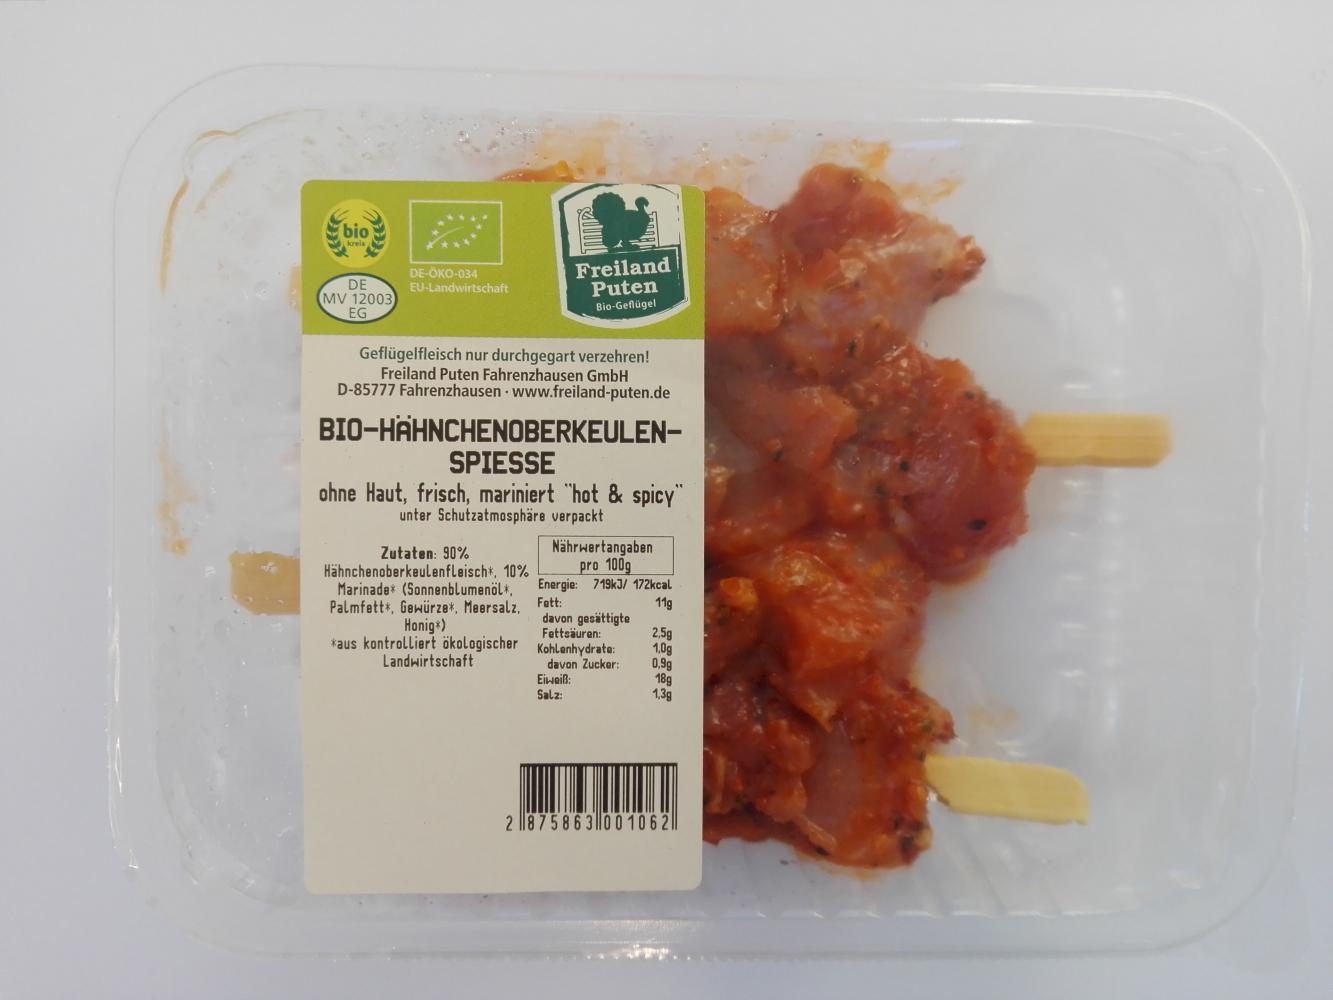 bio
kreis
DE-ÖKO-034
EU-Landwirtschaft
DE
MV 12003
EG
Freiland
Puten
Bio-Geflügel
Geflügelfleisch nur durchgegart verzehren!
Freiland Puten Fahrenzhausen GmbH
D-85777 Fahrenzhausen · www.freiland-puten.de
BIO-HÄHNCHENOBERKEULEN-
SPIESSE
ohne Haut, frisch, mariniert "hot & spicy"
unter Schutzatmosphäre verpackt
Zutaten: 90%
Hähnchenoberkeulenfleisch*, 10%
Marinade* (Sonnenblumenöl*,
Palmfett*, Gewürze*, Meersalz,
Honig*)
*aus kontrolliert ökologischer
Landwirtschaft
Nährwertangaben
pro 100g
Energie: 719kJ/ 172kcal
Fett: 11g
davon gesättigte
Fettsäuren: 2,5g
Kohlenhydrate: 1,0g
davon Zucker: 0,9g
Eiweiß: 18g
Salz: 1,3g
2 875863 001062